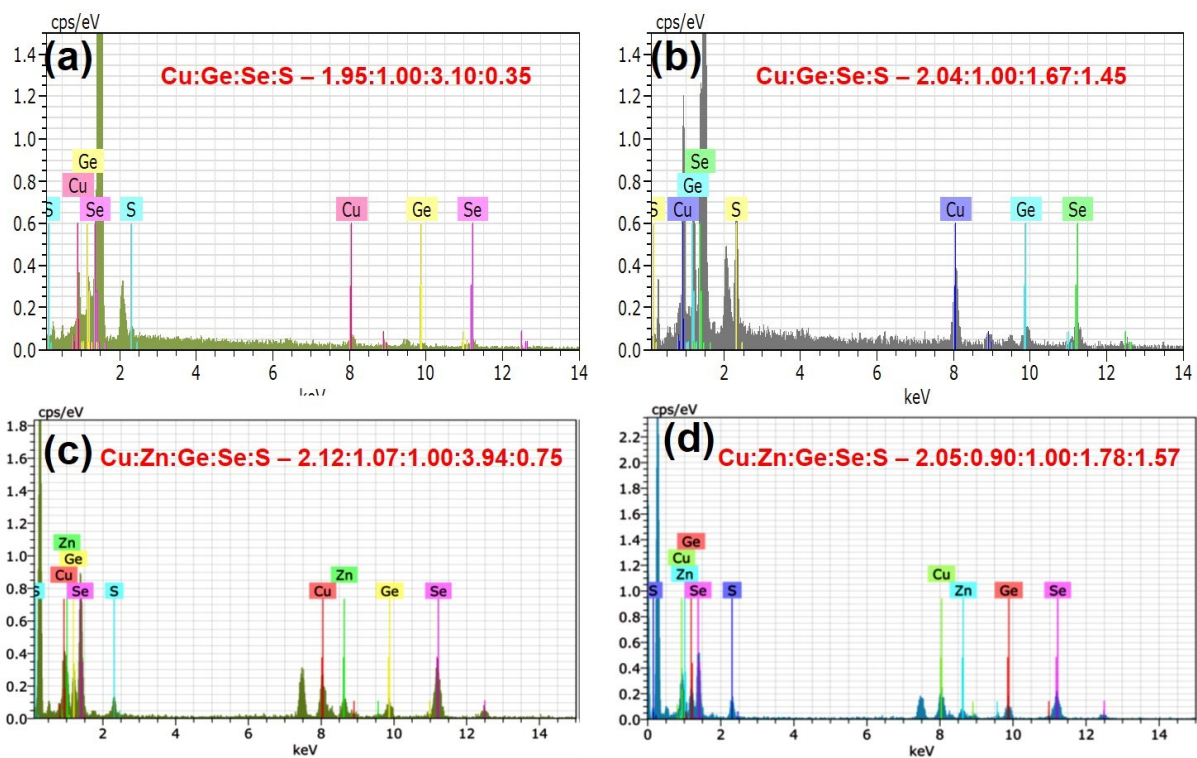 cps/eV
(a)
Cu:Ge:Se:S – 1.95:1.00:3.10:0.35
1.4
1.2
1.0
0.8
0.6
0.4
0.2
0.0
Ge
Cu
S Se S Cu Ge Se
2 4 6 8 10 12 14
keV
cps/eV
(b)
Cu:Ge:Se:S – 2.04:1.00:1.67:1.45
1.4
1.2
1.0
0.8
0.6
0.4
0.2
0.0
Se
Ge
S Cu S Cu Ge Se
2 4 6 8 10 12 14
keV
cps/eV
(c)
Cu:Zn:Ge:Se:S – 2.12:1.07:1.00:3.94:0.75
1.8
1.6
1.4
1.2
1.0
0.8
0.6
0.4
0.2
0.0
Zn
Ge
Cu Zn
S Se S Cu Ge Se
2 4 6 8 10 12 14
keV
cps/eV
(d)
Cu:Zn:Ge:Se:S – 2.05:0.90:1.00:1.78:1.57
2.2
2.0
1.8
1.6
1.4
1.2
1.0
0.8
0.6
0.4
0.2
0.0
Ge
Cu
Zn Cu
S Se S Zn Ge Se
0 2 4 6 8 10 12 14
keV